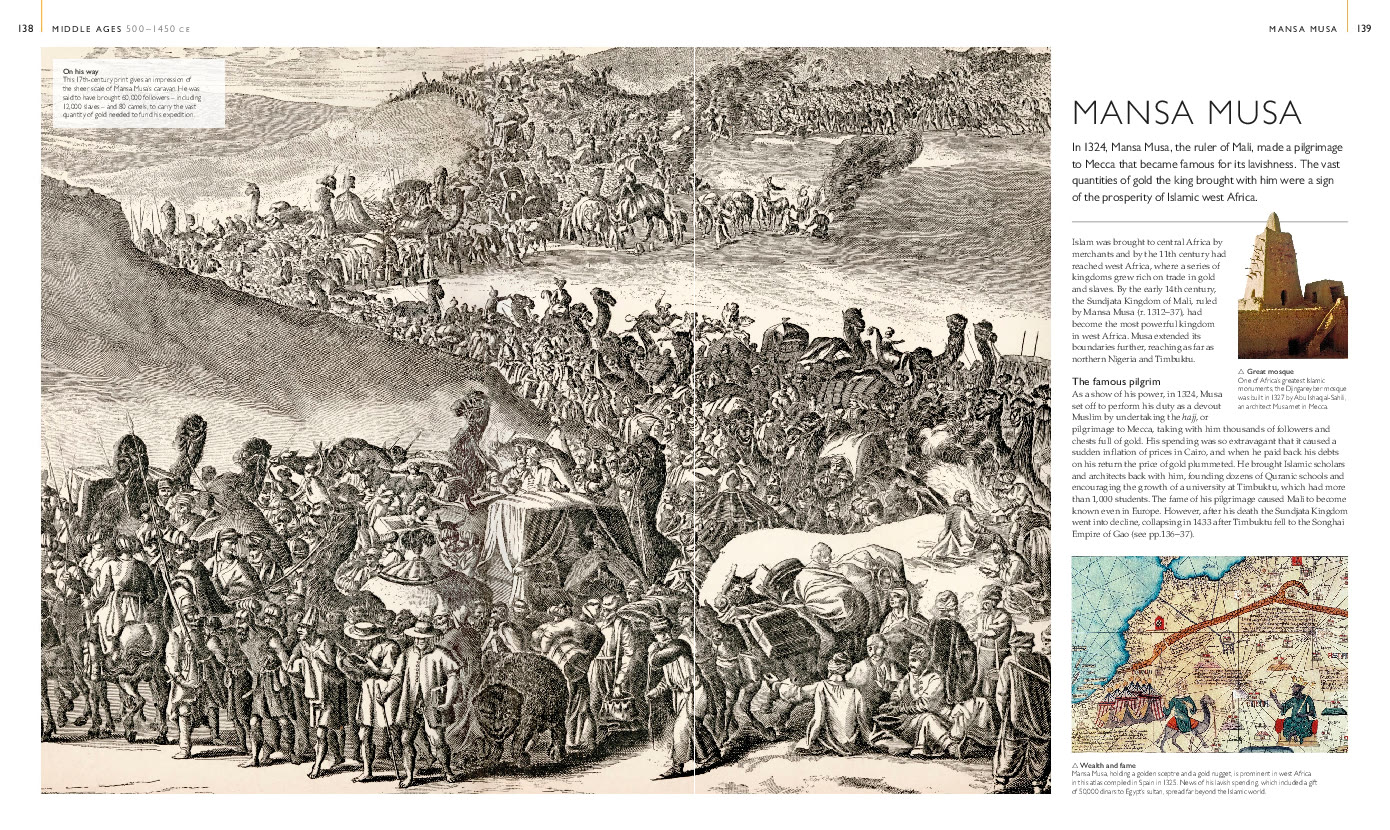 138 MIDDLE AGES 500–1450 CE
MANSA MUSA 139
On his way
This 17th-century print gives an impression of
the sheer scale of Mansa Musa's caravan. He was
said to have brought 60,000 followers – including
12,000 slaves – and 80 camels, to carry the vast
quantity of gold needed to fund his expedition.
MANSA MUSA
In 1324, Mansa Musa, the ruler of Mali, made a pilgrimage
to Mecca that became famous for its lavishness. The vast
quantities of gold the king brought with him were a sign
of the prosperity of Islamic west Africa.
Islam was brought to central Africa by
merchants and by the 11th century had
reached west Africa, where a series of
kingdoms grew rich on trade in gold
and slaves. By the early 14th century,
the Sundjata Kingdom of Mali, ruled
by Mansa Musa (r. 1312–37), had
become the most powerful kingdom
in west Africa. Musa extended its
boundaries further, reaching as far as
northern Nigeria and Timbuktu.
△ Great mosque
One of Africa's greatest Islamic
monuments, the Djingareyber mosque
was built in 1327 by Abu Ishaq al-Sahili,
an architect Musa met in Mecca.
The famous pilgrim
As a show of his power, in 1324, Musa
set off to perform his duty as a devout
Muslim by undertaking the hajj, or
pilgrimage to Mecca, taking with him thousands of followers and
chests full of gold. His spending was so extravagant that it caused a
sudden inflation of prices in Cairo, and when he paid back his debts
on his return the price of gold plummeted. He brought Islamic scholars
and architects back with him, founding dozens of Quranic schools and
encouraging the growth of a university at Timbuktu, which had more
than 1,000 students. The fame of his pilgrimage caused Mali to become
known even in Europe. However, after his death the Sundjata Kingdom
went into decline, collapsing in 1433 after Timbuktu fell to the Songhai
Empire of Gao (see pp.136–37).
△ Wealth and fame
Mansa Musa, holding a golden sceptre and a gold nugget, is prominent in west Africa
in this atlas compiled in Spain in 1325. News of his lavish spending, which included a gift
of 50,000 dinars to Egypt's sultan, spread far beyond the Islamic world.